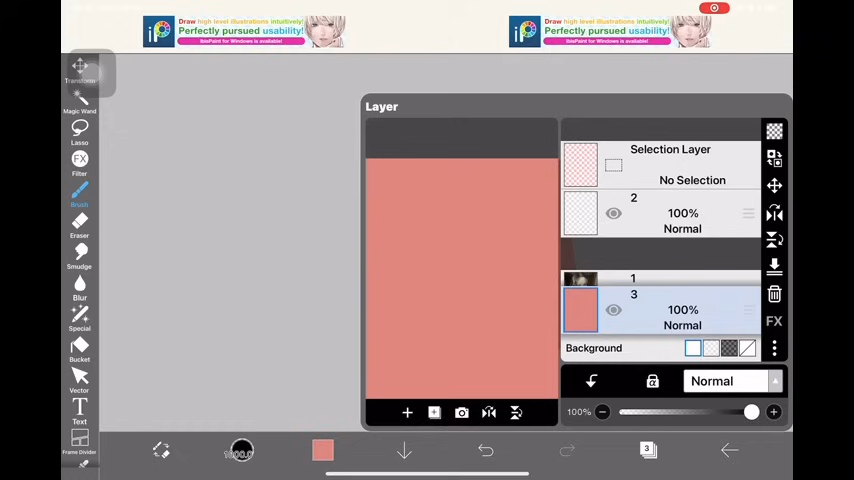 Draw high level illustrations intuitively!
Perfectly pursued usability!
ibisPaint for Windows is available!
Draw high level illustrations intuitively!
Perfectly pursued usability!
ibisPaint for Windows is available!
Transform
Magic Wand
Lasso
FX
Filter
Brush
Eraser
Smudge
Blur
Special
Bucket
Vector
T
Text
Frame Divider
Layer
Selection Layer
No Selection
2
100%
Normal
1
3
100%
Normal
Background
FX
Normal
100%
1000.0
3